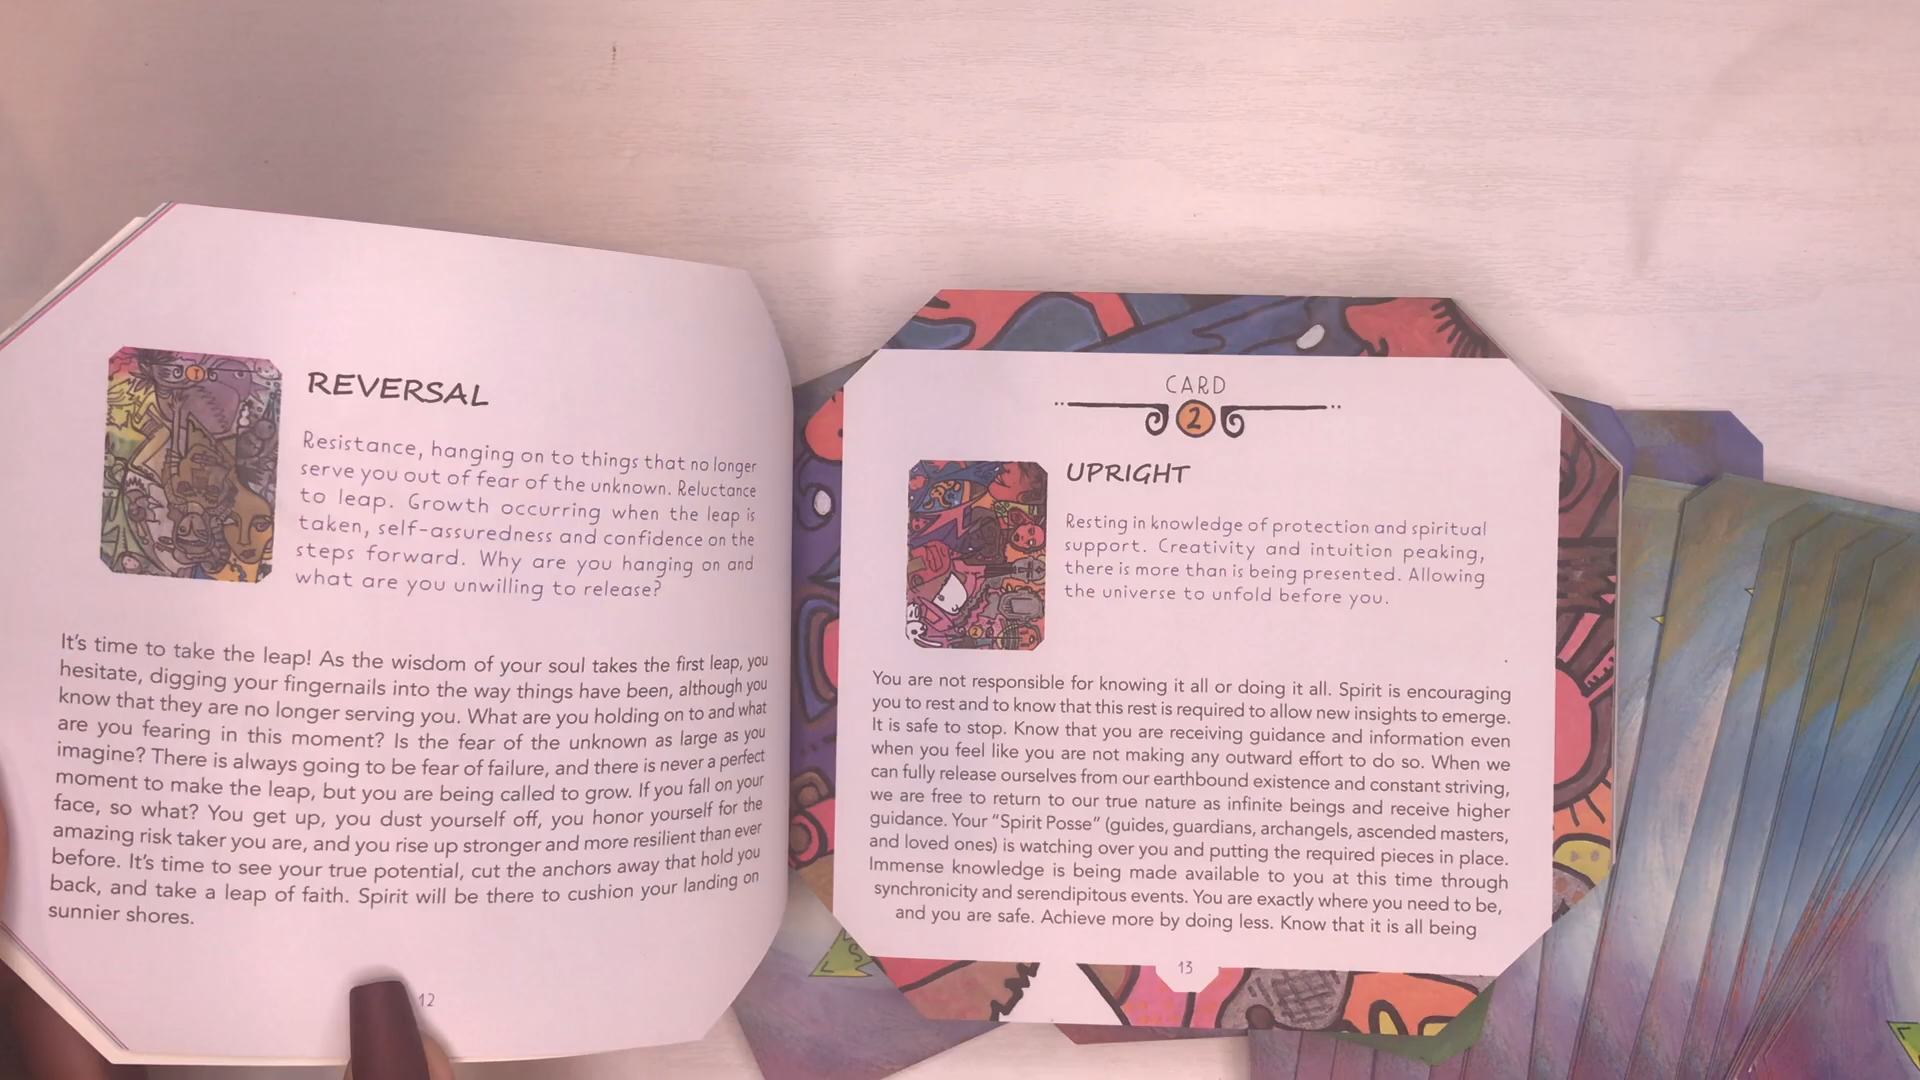 REVERSAL
Resistance, hanging on to things that no longer
serve you out of fear of the unknown. Reluctance
to leap. Growth occurring when the leap is
taken, self-assuredness and confidence on the
steps forward. Why are you hanging on and
what are you unwilling to release?
It's time to take the leap! As the wisdom of your soul takes the first leap, you
hesitate, digging your fingernails into the way things have been, although you
know that they are no longer serving you. What are you holding on to and what
are you fearing in this moment? Is the fear of the unknown as large as you
imagine? There is always going to be fear of failure, and there is never a perfect
moment to make the leap, but you are being called to grow. If you fall on your
face, so what? You get up, you dust yourself off, you honor yourself for the
amazing risk taker you are, and you rise up stronger and more resilient than ever
before. It's time to see your true potential, cut the anchors away that hold you
back, and take a leap of faith. Spirit will be there to cushion your landing on
sunnier shores.
12
CARD
2
UPRIGHT
Resting in knowledge of protection and spiritual
support. Creativity and intuition peaking,
there is more than is being presented. Allowing
the universe to unfold before you.
You are not responsible for knowing it all or doing it all. Spirit is encouraging
you to rest and to know that this rest is required to allow new insights to emerge.
It is safe to stop. Know that you are receiving guidance and information even
when you feel like you are not making any outward effort to do so. When we
can fully release ourselves from our earthbound existence and constant striving,
we are free to return to our true nature as infinite beings and receive higher
guidance. Your “Spirit Posse” (guides, guardians, archangels, ascended masters,
and loved ones) is watching over you and putting the required pieces in place.
Immense knowledge is being made available to you at this time through
synchronicity and serendipitous events. You are exactly where you need to be,
and you are safe. Achieve more by doing less. Know that it is all being
13